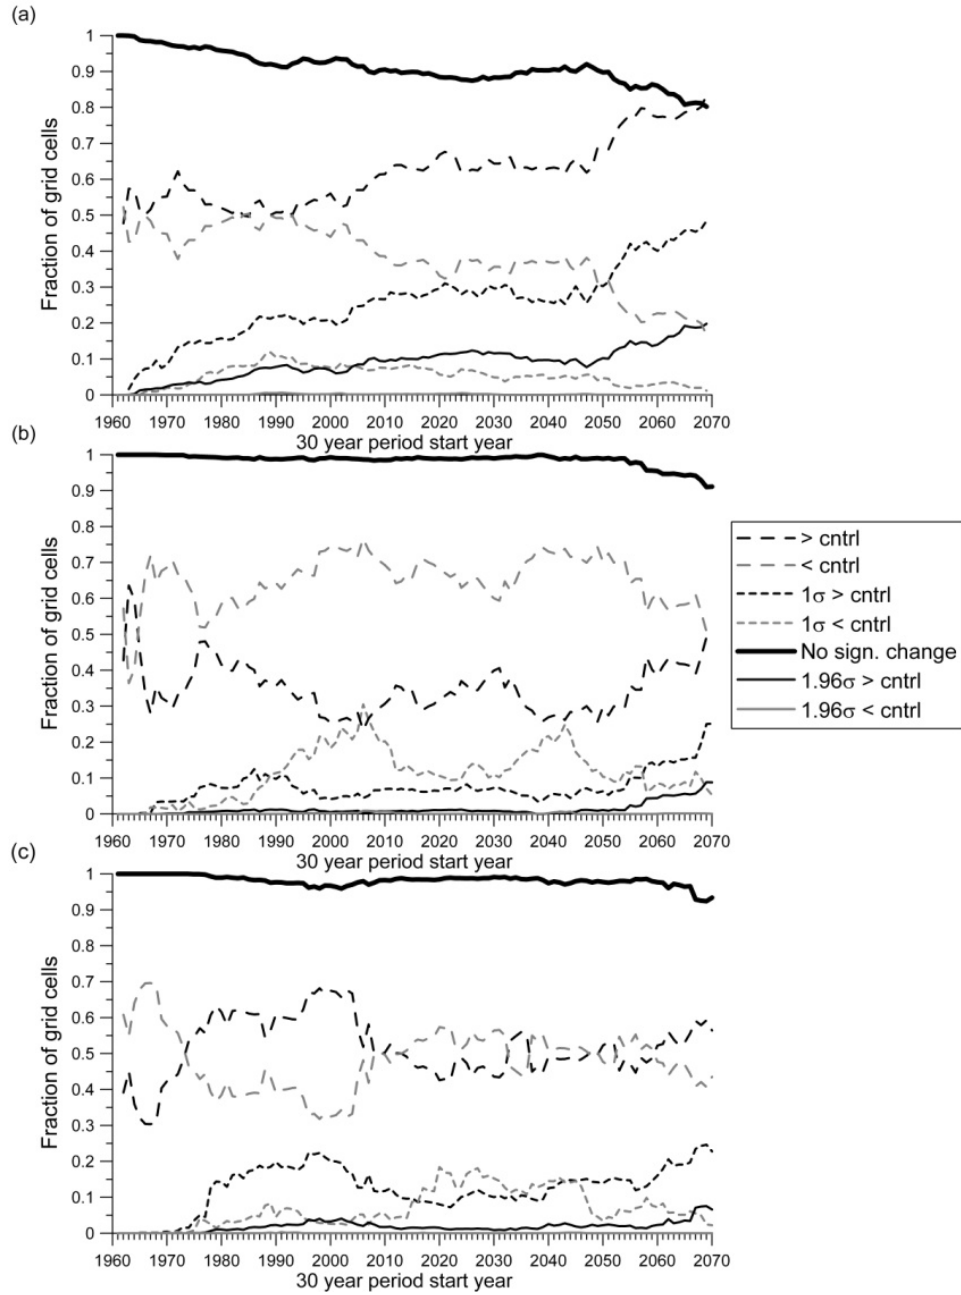 (a)
Fraction of grid cells
1
0.9
0.8
0.7
0.6
0.5
0.4
0.3
0.2
0.1
0
1960 1970 1980 1990 2000 2010 2020 2030 2040 2050 2060 2070
30 year period start year
(b)
Fraction of grid cells
1
0.9
0.8
0.7
0.6
0.5
0.4
0.3
0.2
0.1
0
1960 1970 1980 1990 2000 2010 2020 2030 2040 2050 2060 2070
30 year period start year
> cntrl
< cntrl
1σ > cntrl
1σ < cntrl
No sign. change
1.96σ > cntrl
1.96σ < cntrl
(c)
Fraction of grid cells
1
0.9
0.8
0.7
0.6
0.5
0.4
0.3
0.2
0.1
0
1960 1970 1980 1990 2000 2010 2020 2030 2040 2050 2060 2070
30 year period start year